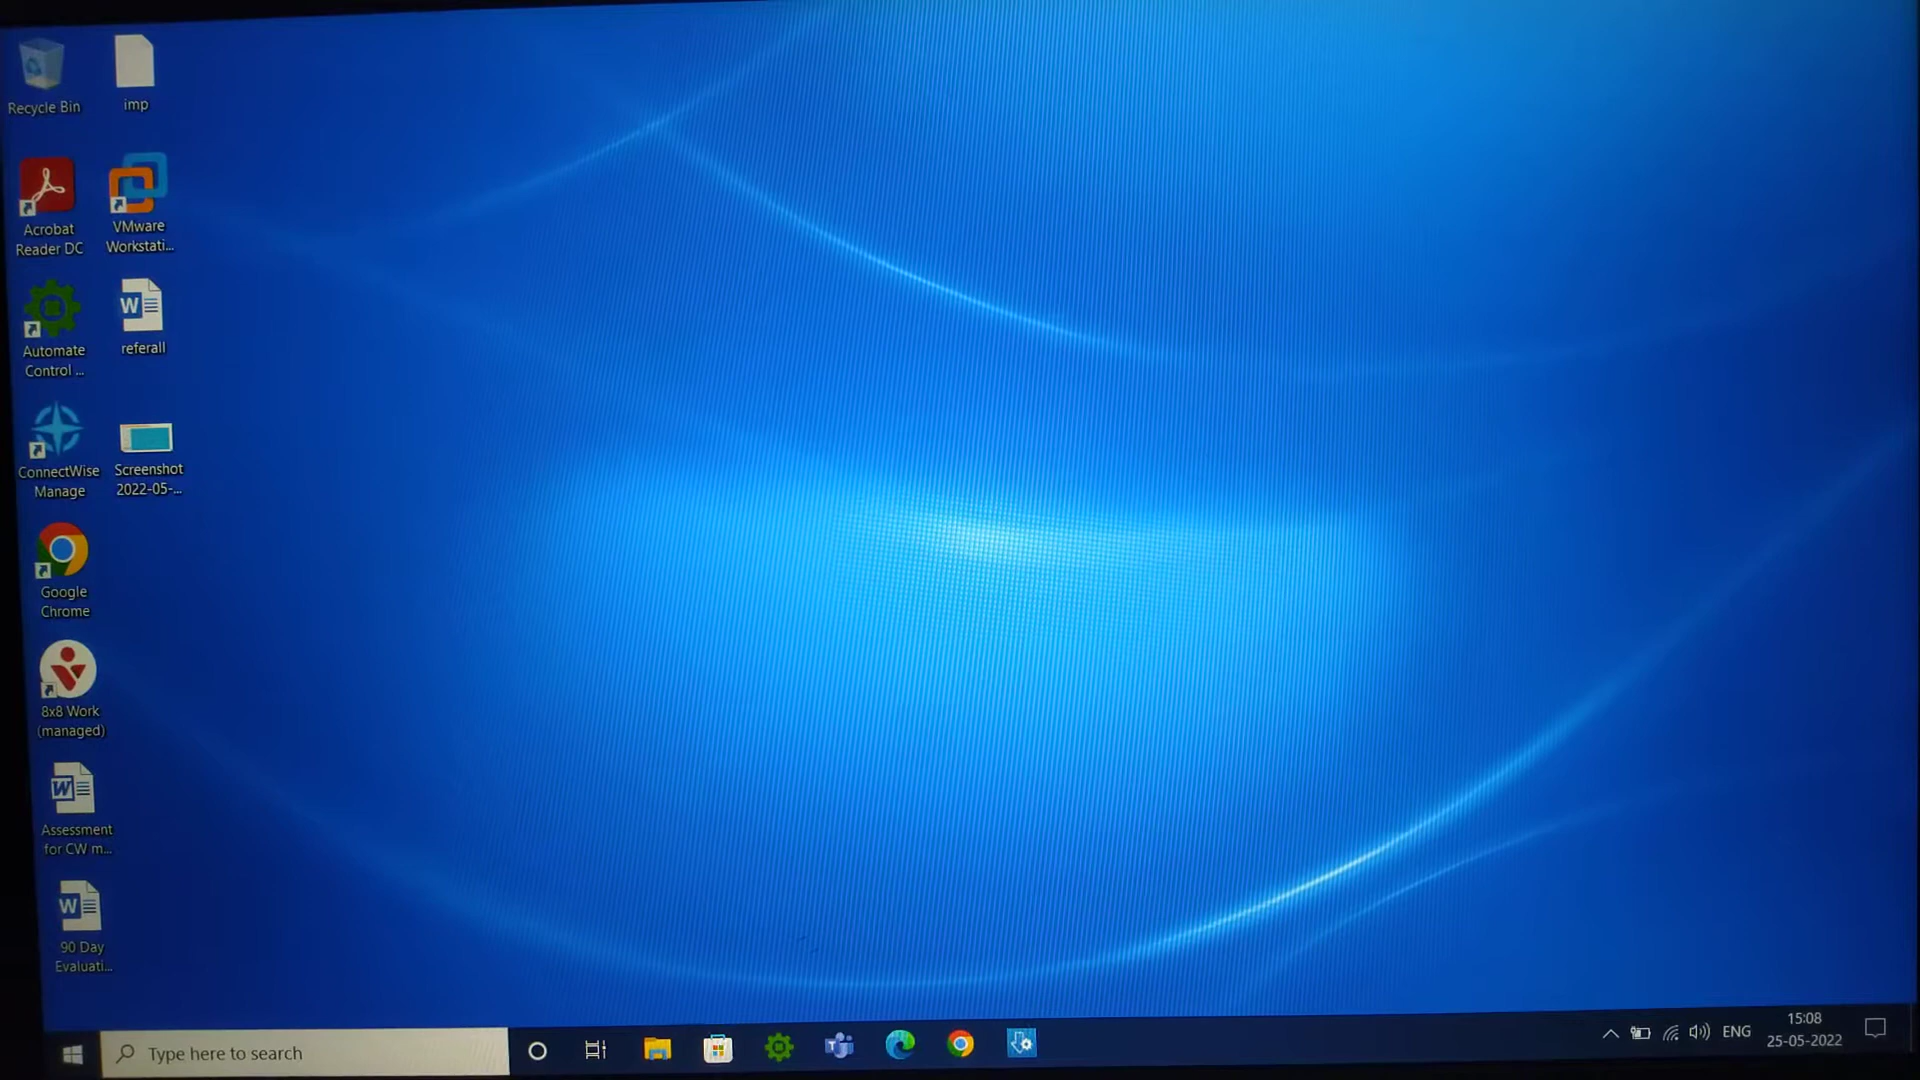 Recycle Bin
imp
Acrobat
Reader DC
VMware
Workstati...
Automate
Control ...
referall
ConnectWise
Manage
Screenshot
2022-05-...
Google
Chrome
8x8 Work
(managed)
Assessment
for CW m...
90 Day
Evaluati...
Type here to search
ENG
15:08
25-05-2022